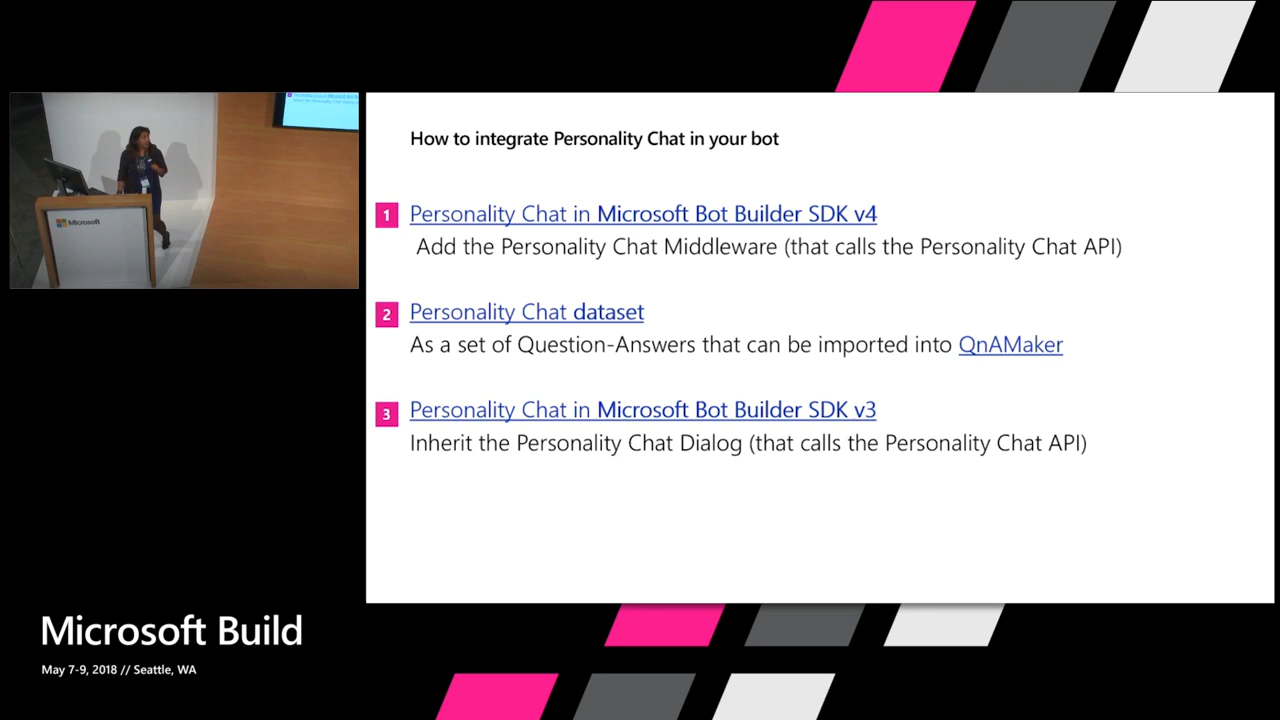 Microsoft
How to integrate Personality Chat in your bot
1
Personality Chat in Microsoft Bot Builder SDK v4
Add the Personality Chat Middleware (that calls the Personality Chat API)
2
Personality Chat dataset
As a set of Question-Answers that can be imported into QnAMaker
3
Personality Chat in Microsoft Bot Builder SDK v3
Inherit the Personality Chat Dialog (that calls the Personality Chat API)
Microsoft Build
May 7-9, 2018 // Seattle, WA